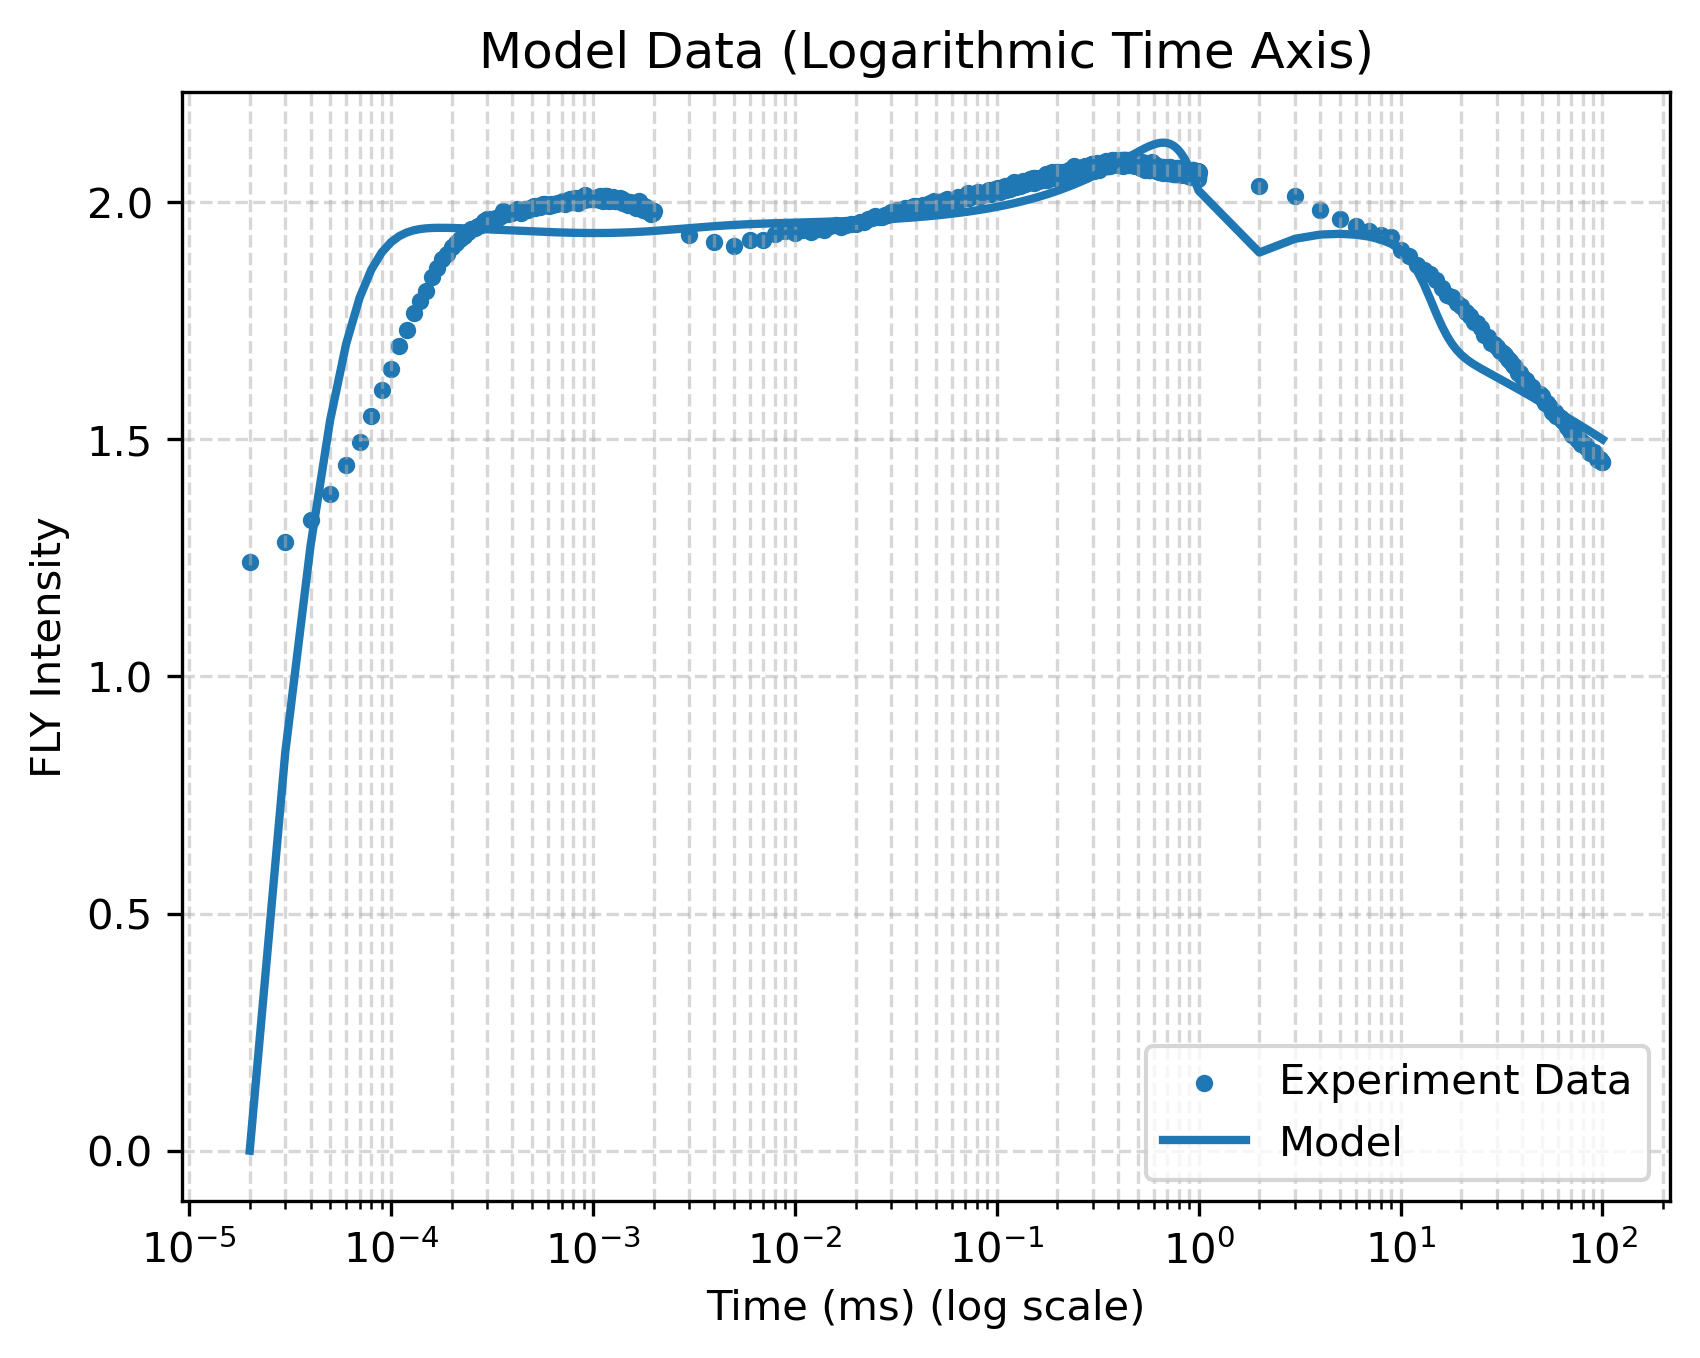 Model Data (Logarithmic Time Axis)
FLY Intensity
2.0
1.5
1.0
0.5
0.0
Experiment Data
Model
10⁻⁵ 10⁻⁴ 10⁻³ 10⁻² 10⁻¹ 10⁰ 10¹ 10²
Time (ms) (log scale)